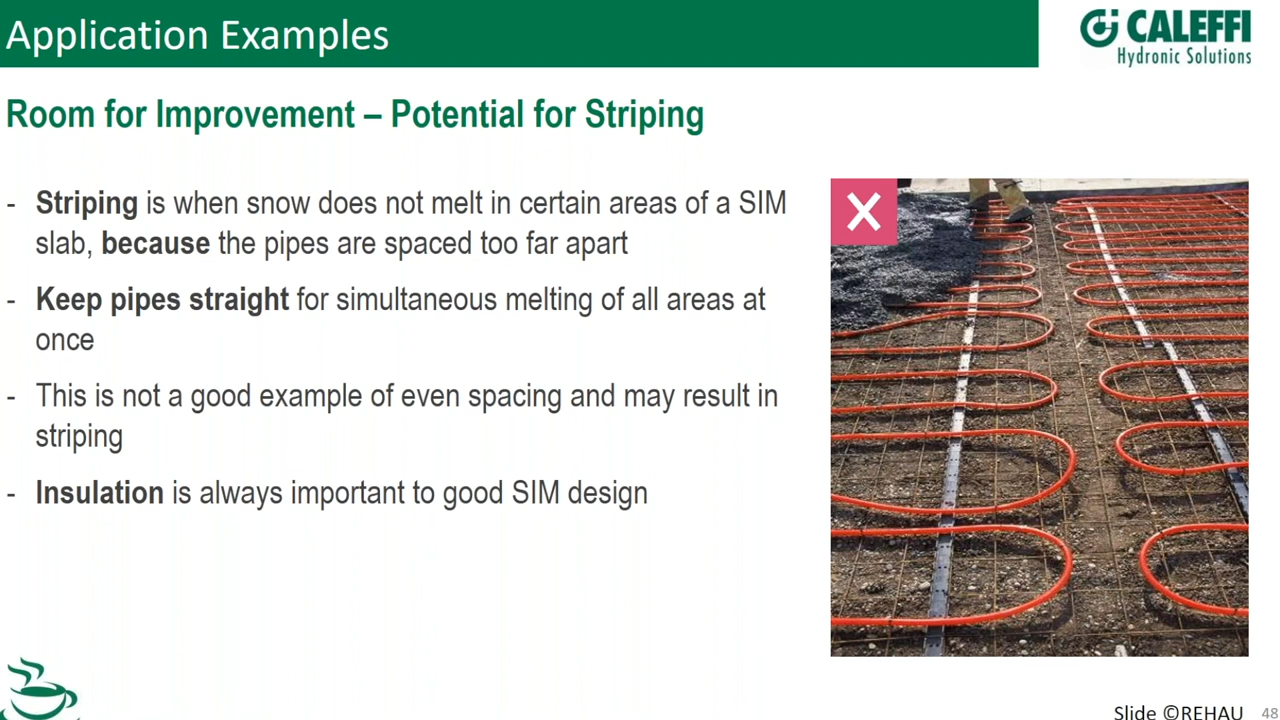 Application Examples
CALEFFI
Hydronic Solutions
Room for Improvement – Potential for Striping
- Striping is when snow does not melt in certain areas of a SIM
slab, because the pipes are spaced too far apart
- Keep pipes straight for simultaneous melting of all areas at
once
- This is not a good example of even spacing and may result in
striping
- Insulation is always important to good SIM design
Slide ©REHAU
48